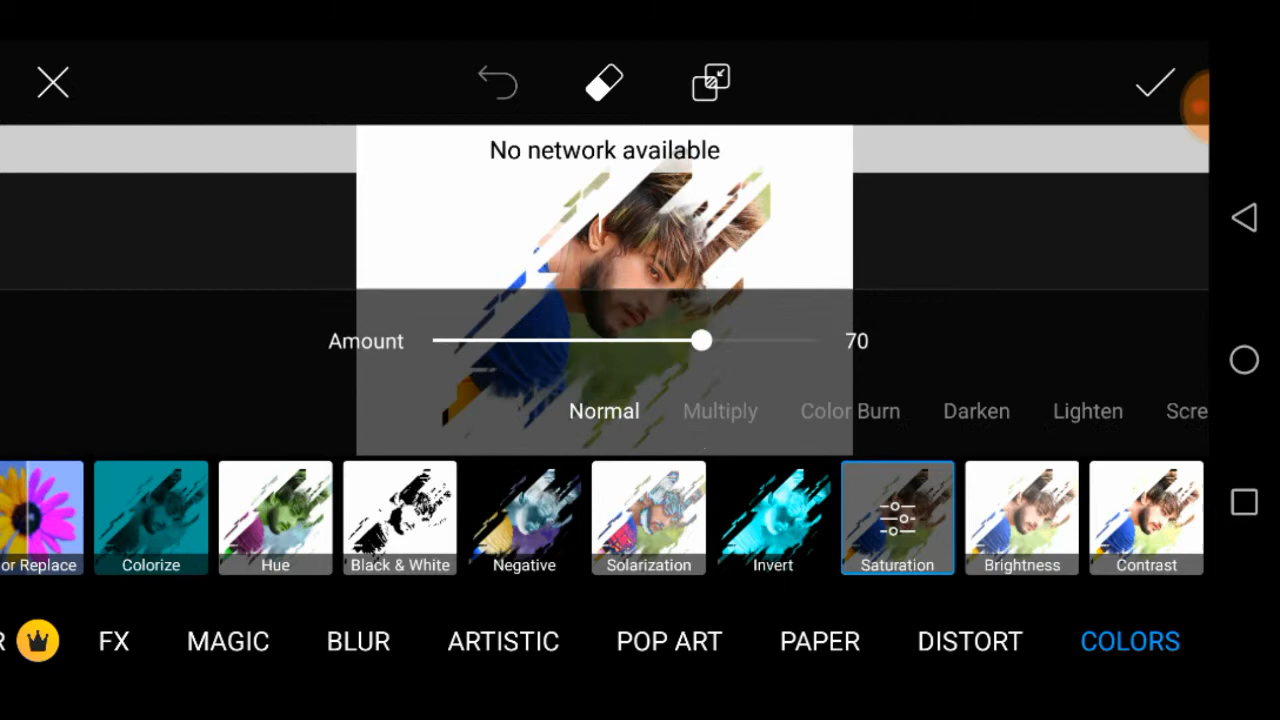 No network available
Amount 70
Normal Multiply Color Burn Darken Lighten Scre
or Replace Colorize Hue Black & White Negative Solarization Invert Saturation Brightness Contrast
R FX MAGIC BLUR ARTISTIC POP ART PAPER DISTORT COLORS